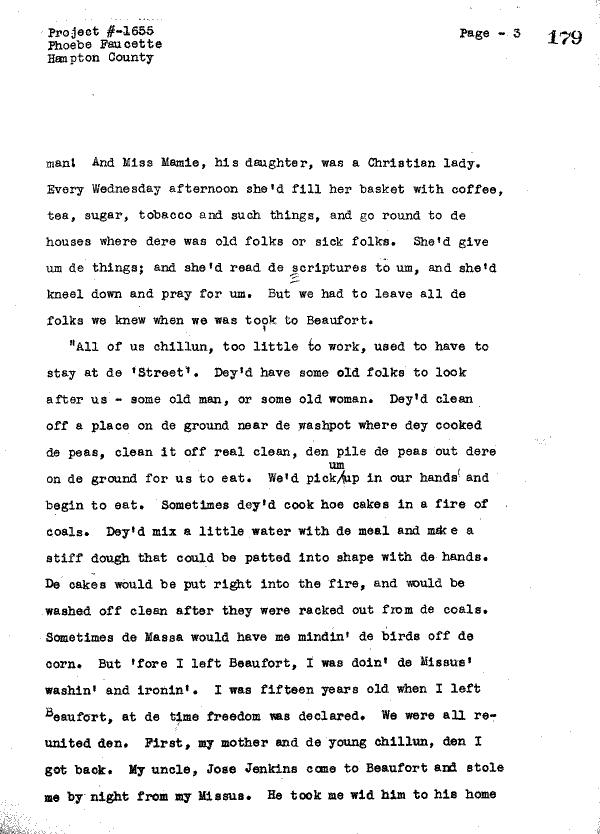 Project #-1655
Phoebe Faucette
Hampton County
Page - 3 179
man! And Miss Mamie, his daughter, was a Christian lady.
Every Wednesday afternoon she'd fill her basket with coffee,
tea, sugar, tobacco and such things, and go round to de
houses where dere was old folks or sick folks. She'd give
um de things; and she'd read de scriptures to um, and she'd
kneel down and pray for um. But we had to leave all de
folks we knew when we was took to Beaufort.
"All of us chillun, too little to work, used to have to
stay at de 'Street'. Dey'd have some old folks to look
after us - some old man, or some old woman. Dey'd clean
off a place on de ground near de washpot where dey cooked
de peas, clean it off real clean, den pile de peas out dere
on de ground for us to eat. We'd pick um up in our hands and
begin to eat. Sometimes dey'd cook hoe cakes in a fire of
coals. Dey'd mix a little water with de meal and make a
stiff dough that could be patted into shape with de hands.
De cakes would be put right into the fire, and would be
washed off clean after they were racked out from de coals.
Sometimes de Massa would have me mindin' de birds off de
corn. But 'fore I left Beaufort, I was doin' de Missus'
washin' and ironin'. I was fifteen years old when I left
Beaufort, at de time freedom was declared. We were all re-
united den. First, my mother and de young chillun, den I
got back. My uncle, Jose Jenkins come to Beaufort and stole
me by night from my Missus. He took me wid him to his home